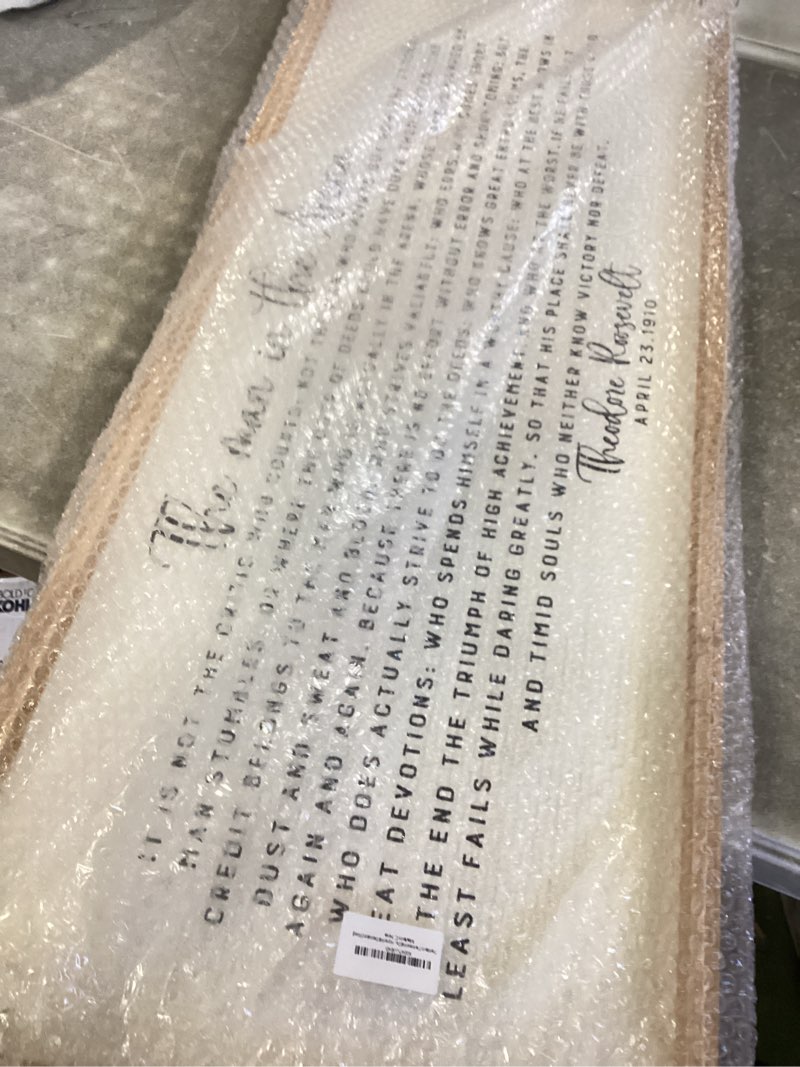 The man in the Arena
IT IS NOT THE CRITIC WHO COUNTS, NOT THE MAN WHO
MAN STUMBLES, OR WHERE THE DOER OF DEEDS COULD HAVE DONE
CREDIT BELONGS TO THE MAN WHO IS ACTUALLY IN THE ARENA, WHOSE
DUST AND SWEAT AND BLOOD, WHO STRIVES VALIANTLY; WHO ERRS, WHO COMES SHORT
AGAIN AND AGAIN, BECAUSE THERE IS NO EFFORT WITHOUT ERROR AND SHORTCOMING; BUT
WHO DOES ACTUALLY STRIVE TO DO THE DEEDS; WHO KNOWS GREAT ENTHUSIASMS, THE
EAT DEVOTIONS; WHO SPENDS HIMSELF IN A WORTHY CAUSE; WHO AT THE BEST KNOWS IN
THE END THE TRIUMPH OF HIGH ACHIEVEMENT, AND WHO AT THE WORST, IF HE FAILS, AT
LEAST FAILS WHILE DARING GREATLY, SO THAT HIS PLACE SHALL NEVER BE WITH THOSE COLD
AND TIMID SOULS WHO NEITHER KNOW VICTORY NOR DEFEAT.
Theodore Roosevelt
APRIL 23,1910
BOLD
KOHL